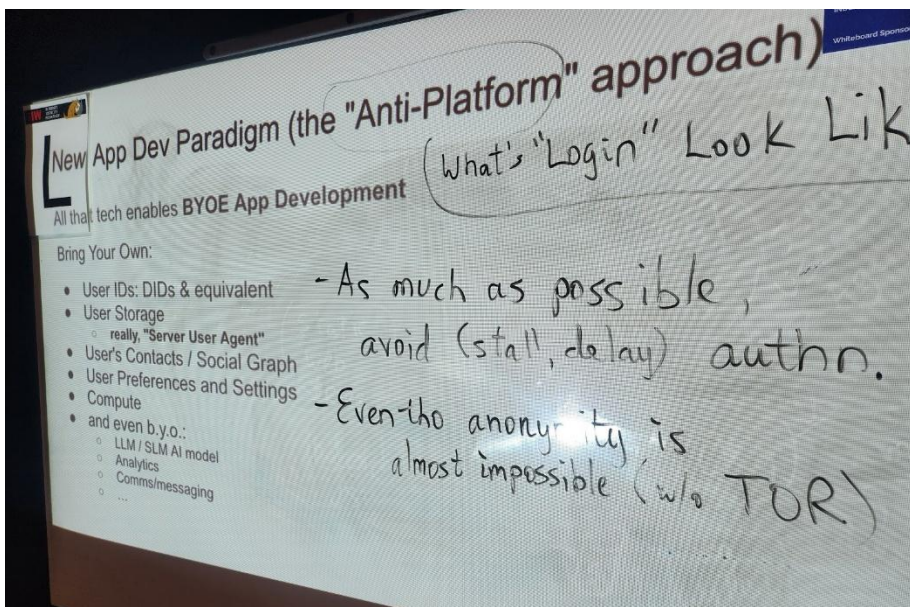 Whiteboard Sponso
New App Dev Paradigm (the "Anti-Platform" approach)
What's "Login" Look Lik
All that tech enables BYOE App Development
Bring Your Own:
User IDs: DIDs & equivalent
User Storage
really, "Server User Agent"
User's Contacts / Social Graph
User Preferences and Settings
Compute
and even b.y.o.:
LLM / SLM AI model
Analytics
Comms/messaging
...
- As much as possible,
avoid (stall, delay) authn.
- Even-tho anonymity is
almost impossible (w/o TOR)